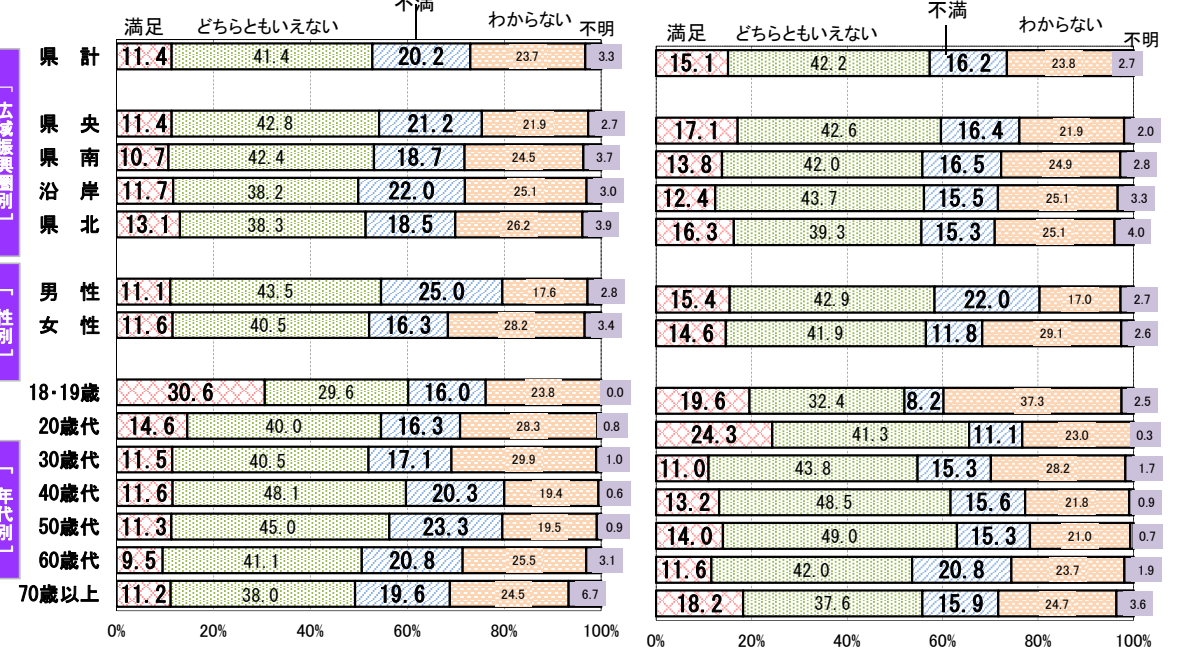 不満
満足 どちらともいえない わからない 不明
県 計 11.4 41.4 20.2 23.7 3.3
県 央 11.4 42.8 21.2 21.9 2.7
県 南 10.7 42.4 18.7 24.5 3.7
沿 岸 11.7 38.2 22.0 25.1 3.0
県 北 13.1 38.3 18.5 26.2 3.9
男 性 11.1 43.5 25.0 17.6 2.8
女 性 11.6 40.5 16.3 28.2 3.4
18・19歳 30.6 29.6 16.0 23.8 0.0
20歳代 14.6 40.0 16.3 28.3 0.8
30歳代 11.5 40.5 17.1 29.9 1.0
40歳代 11.6 48.1 20.3 19.4 0.6
50歳代 11.3 45.0 23.3 19.5 0.9
60歳代 9.5 41.1 20.8 25.5 3.1
70歳以上 11.2 38.0 19.6 24.5 6.7
0% 20% 40% 60% 80% 100%
[広域振興圏別]
[性別]
[年代別]
不満
満足 どちらともいえない わからない 不明
15.1 42.2 16.2 23.8 2.7
17.1 42.6 16.4 21.9 2.0
13.8 42.0 16.5 24.9 2.8
12.4 43.7 15.5 25.1 3.3
16.3 39.3 15.3 25.1 4.0
15.4 42.9 22.0 17.0 2.7
14.6 41.9 11.8 29.1 2.6
19.6 32.4 8.2 37.3 2.5
24.3 41.3 11.1 23.0 0.3
11.0 43.8 15.3 28.2 1.7
13.2 48.5 15.6 21.8 0.9
14.0 49.0 15.3 21.0 0.7
11.6 42.0 20.8 23.7 1.9
18.2 37.6 15.9 24.7 3.6
0% 20% 40% 60% 80% 100%